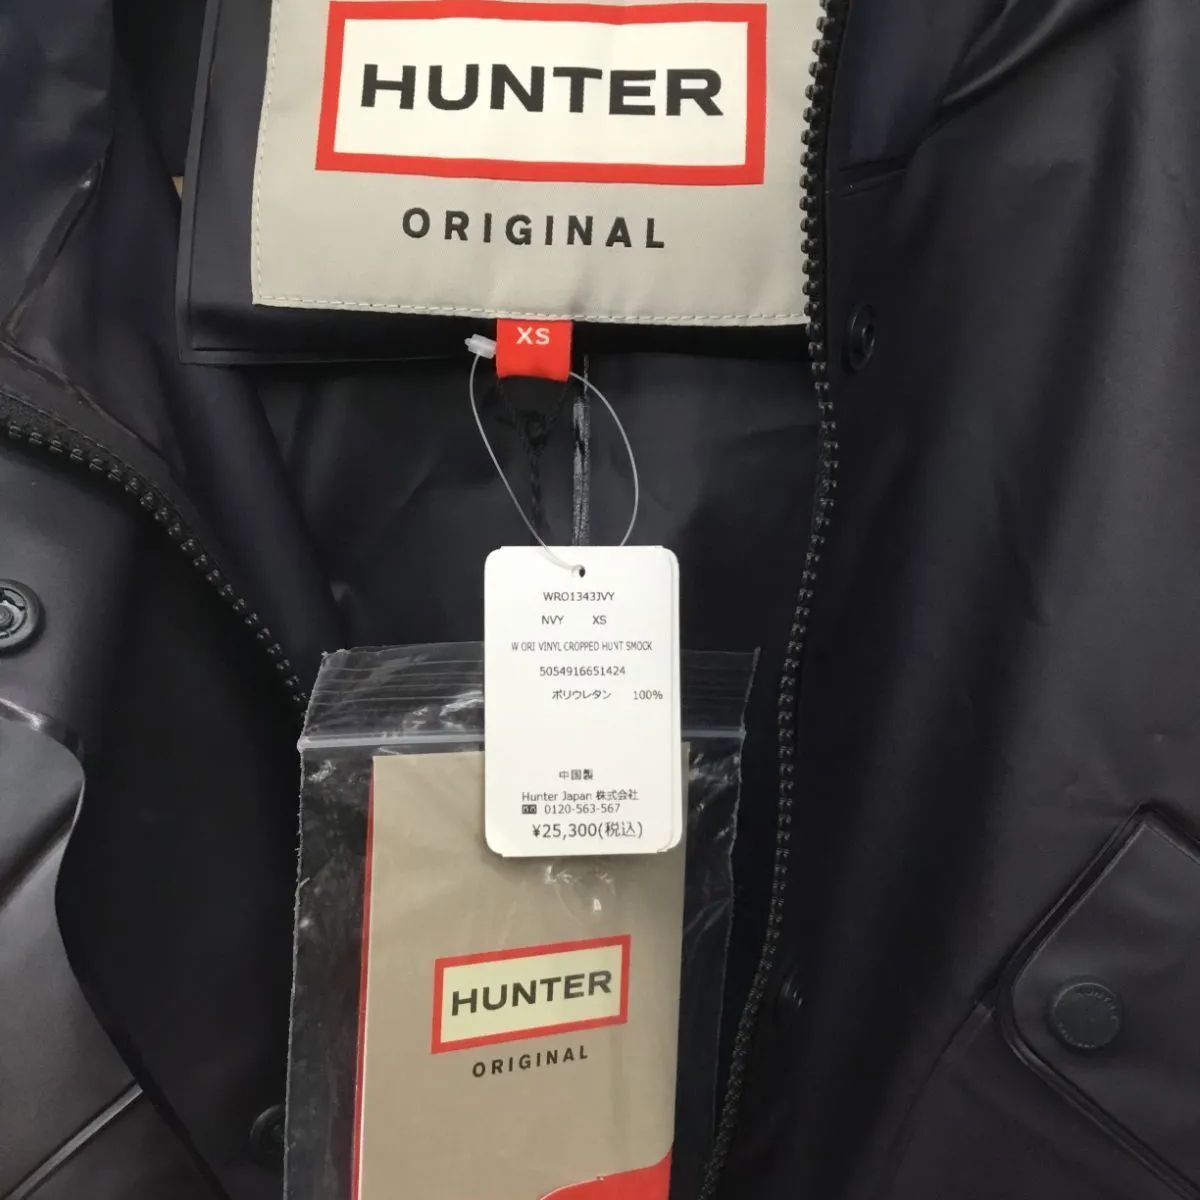 HUNTER
ORIGINAL
XS
WRO1343JVY
NVY XS
W ORI VINYL CROPPED HUNT SMOCK
5054916651424
ポリウレタン 100%
中国製
Hunter Japan 株式会社
0120-563-567
¥25,300(税込)
HUNTER
ORIGINAL
HUNTER